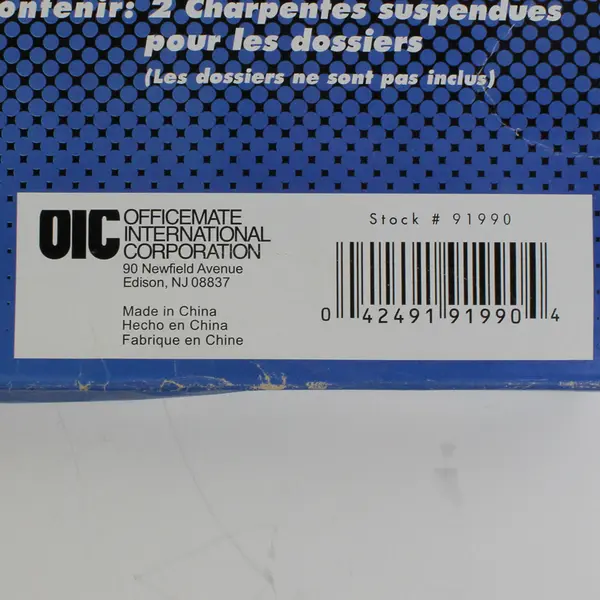 ontenir: 2 Charpentes suspendues
pour les dossiers
(Les dossiers ne sont pas inclus)
OIC OFFICEMATE
INTERNATIONAL
CORPORATION
90 Newfield Avenue
Edison, NJ 08837
Made in China
Hecho en China
Fabrique en Chine
Stock # 91990
0 42491 91990 4